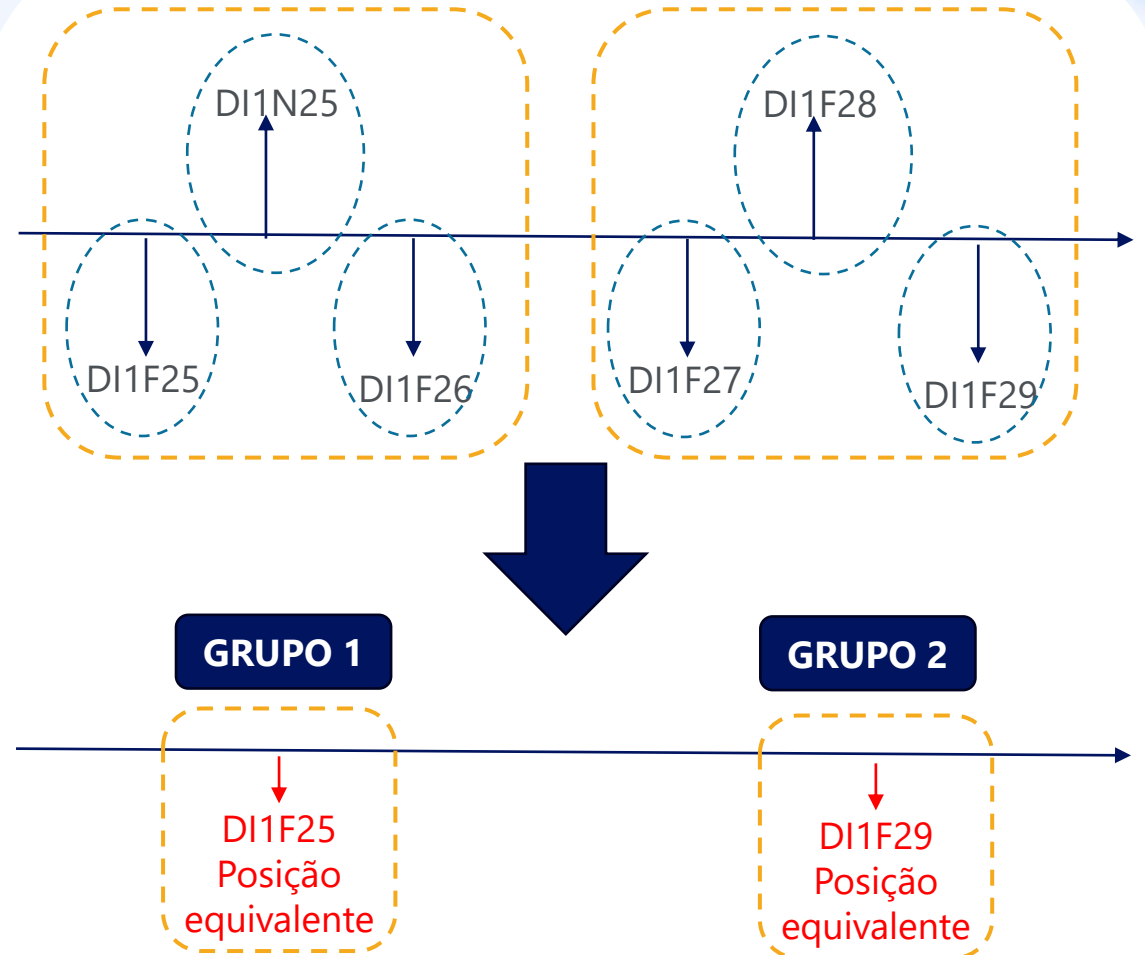 DI1N25
DI1F28
DI1F25
DI1F26
DI1F27
DI1F29
GRUPO 1
GRUPO 2
DI1F25
Posição
equivalente
DI1F29
Posição
equivalente